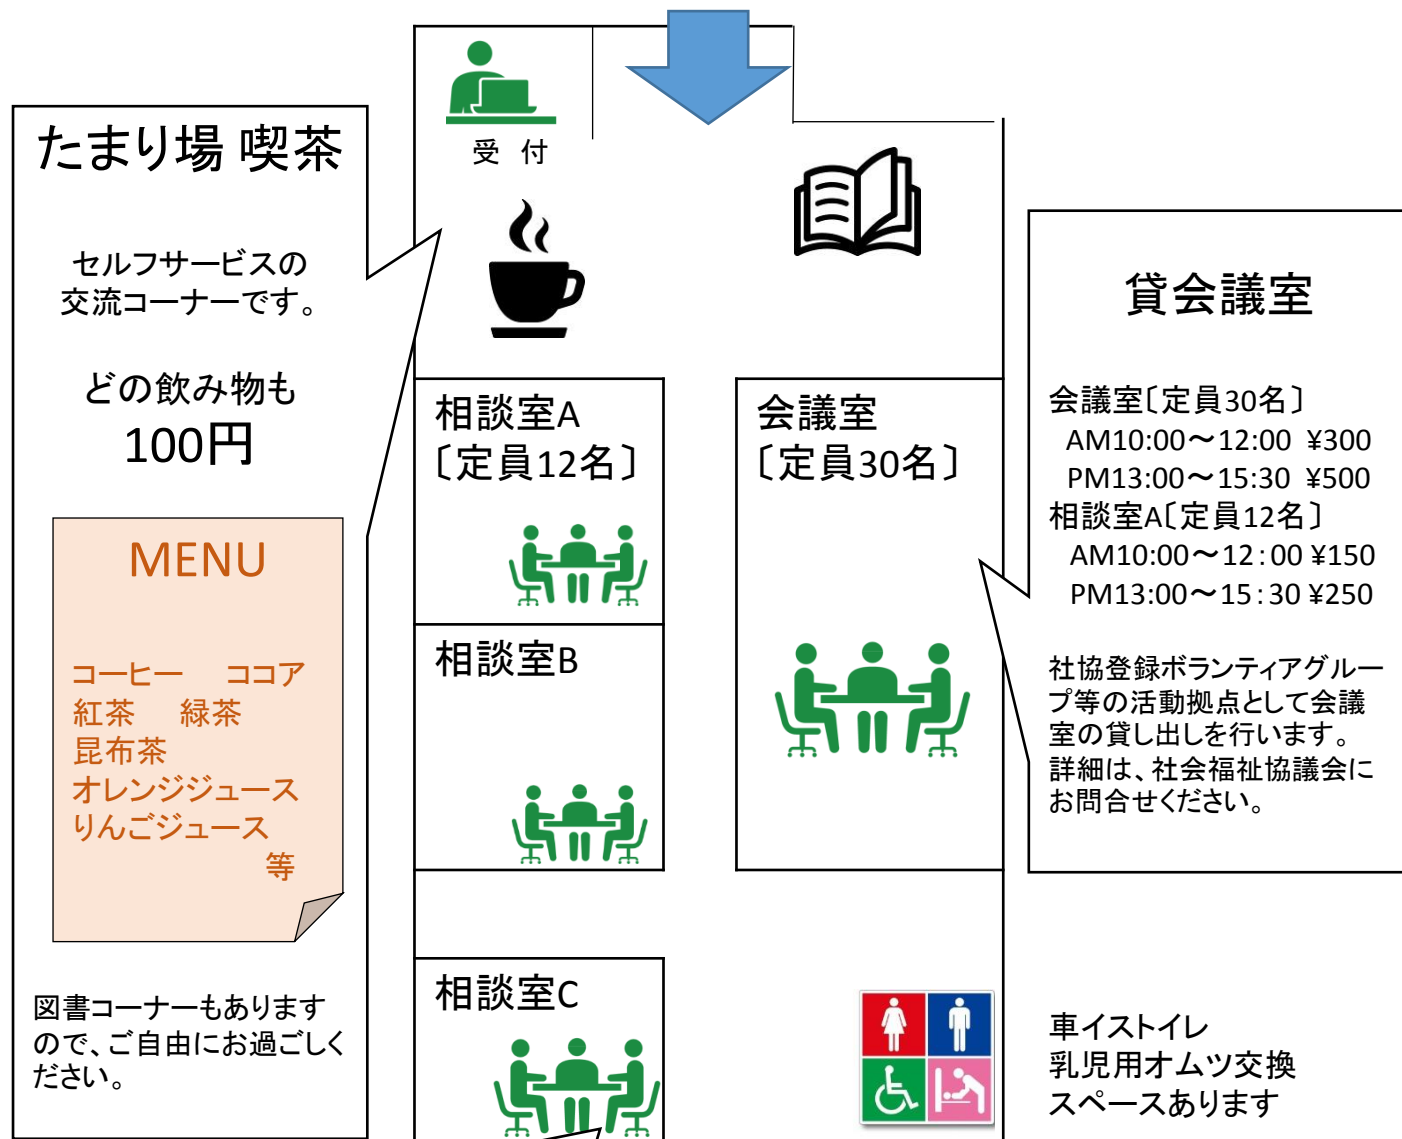 受 付
たまり場 喫茶
セルフサービスの
交流コーナーです。
どの飲み物も
100円
MENU
コーヒー ココア
紅茶 緑茶
昆布茶
オレンジジュース
りんごジュース
等
図書コーナーもあります
ので、ご自由にお過ごしく
ださい。
相談室A
〔定員12名〕
相談室B
相談室C
会議室
〔定員30名〕
貸会議室
会議室〔定員30名〕
AM10:00～12:00 ¥300
PM13:00～15:30 ¥500
相談室A〔定員12名〕
AM10:00～12:00 ¥150
PM13:00～15:30 ¥250
社協登録ボランティアグルー
プ等の活動拠点として会議
室の貸し出しを行います。
詳細は、社会福祉協議会に
お問合せください。
車イストイレ
乳児用オムツ交換
スペースあります